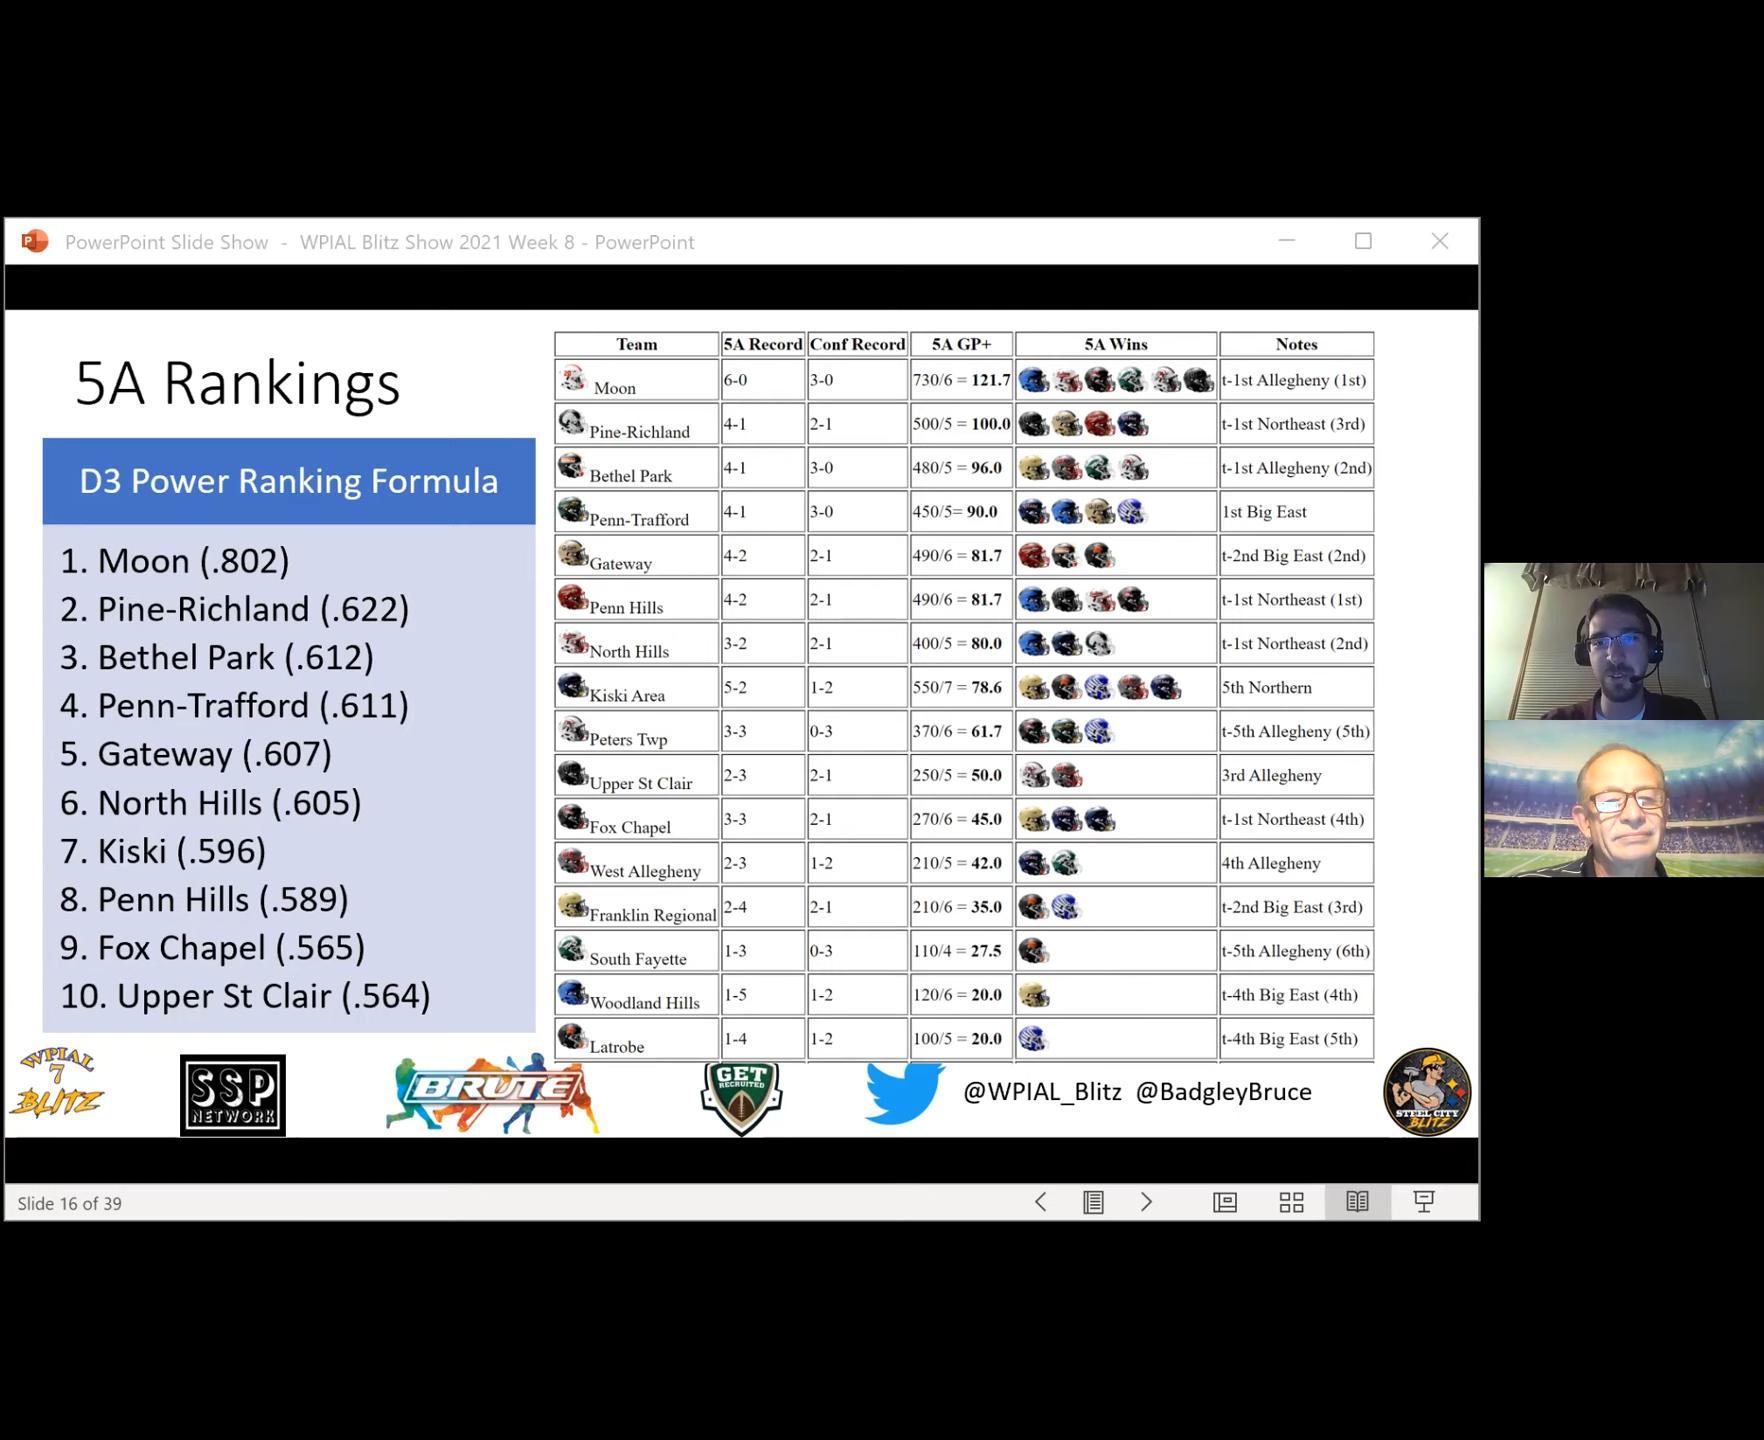 PowerPoint Slide Show - WPIAL Blitz Show 2021 Week 8 - PowerPoint
5A Rankings
D3 Power Ranking Formula
1. Moon (.802)
2. Pine-Richland (.622)
3. Bethel Park (.612)
4. Penn-Trafford (.611)
5. Gateway (.607)
6. North Hills (.605)
7. Kiski (.596)
8. Penn Hills (.589)
9. Fox Chapel (.565)
10. Upper St Clair (.564)
Team 5A Record Conf Record 5A GP+ 5A Wins Notes
Moon 6-0 3-0 730/6 = 121.7 t-1st Allegheny (1st)
Pine-Richland 4-1 2-1 500/5 = 100.0 t-1st Northeast (3rd)
Bethel Park 4-1 3-0 480/5 = 96.0 t-1st Allegheny (2nd)
Penn-Trafford 4-1 3-0 450/5= 90.0 1st Big East
Gateway 4-2 2-1 490/6 = 81.7 t-2nd Big East (2nd)
Penn Hills 4-2 2-1 490/6 = 81.7 t-1st Northeast (1st)
North Hills 3-2 2-1 400/5 = 80.0 t-1st Northeast (2nd)
Kiski Area 5-2 1-2 550/7 = 78.6 5th Northern
Peters Twp 3-3 0-3 370/6 = 61.7 t-5th Allegheny (5th)
Upper St Clair 2-3 2-1 250/5 = 50.0 3rd Allegheny
Fox Chapel 3-3 2-1 270/6 = 45.0 t-1st Northeast (4th)
West Allegheny 2-3 1-2 210/5 = 42.0 4th Allegheny
Franklin Regional 2-4 2-1 210/6 = 35.0 t-2nd Big East (3rd)
South Fayette 1-3 0-3 110/4 = 27.5 t-5th Allegheny (6th)
Woodland Hills 1-5 1-2 120/6 = 20.0 t-4th Big East (4th)
Latrobe 1-4 1-2 100/5 = 20.0 t-4th Big East (5th)
WPIAL
7
BLITZ
SSP
NETWORK
BRUTE
GET
RECRUITED
@WPIAL_Blitz @BadgleyBruce
STEEL CITY
BLITZ
Slide 16 of 39